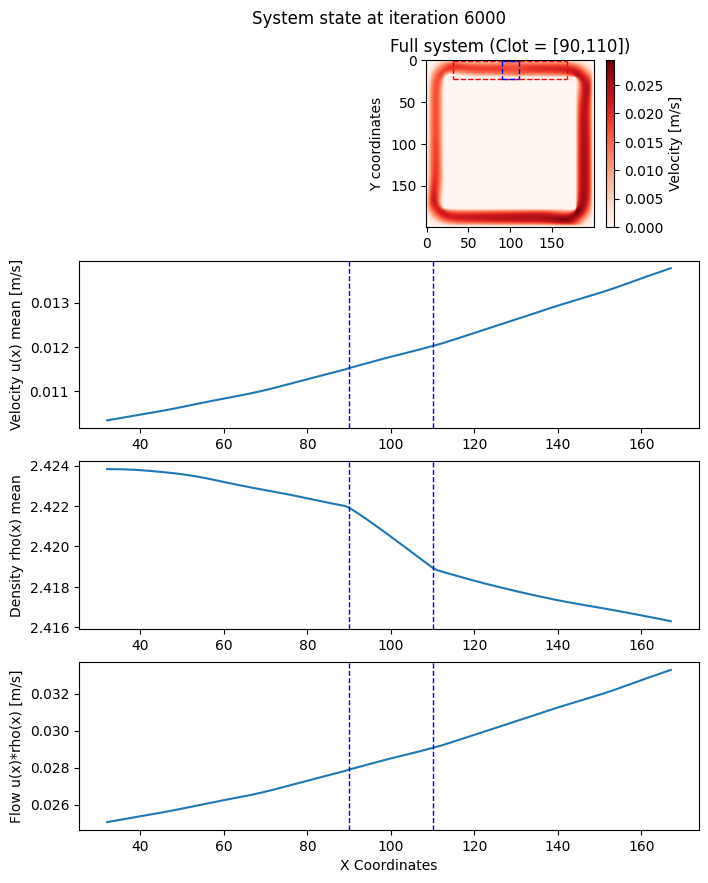 System state at iteration 6000
Full system (Clot = [90,110])
Y coordinates
0
50
100
150
0 50 100 150
0.025
0.020
0.015
0.010
0.005
0.000
Velocity [m/s]
Velocity u(x) mean [m/s]
0.013
0.012
0.011
40 60 80 100 120 140 160
Density rho(x) mean
2.424
2.422
2.420
2.418
2.416
40 60 80 100 120 140 160
Flow u(x)*rho(x) [m/s]
0.032
0.030
0.028
0.026
40 60 80 100 120 140 160
X Coordinates